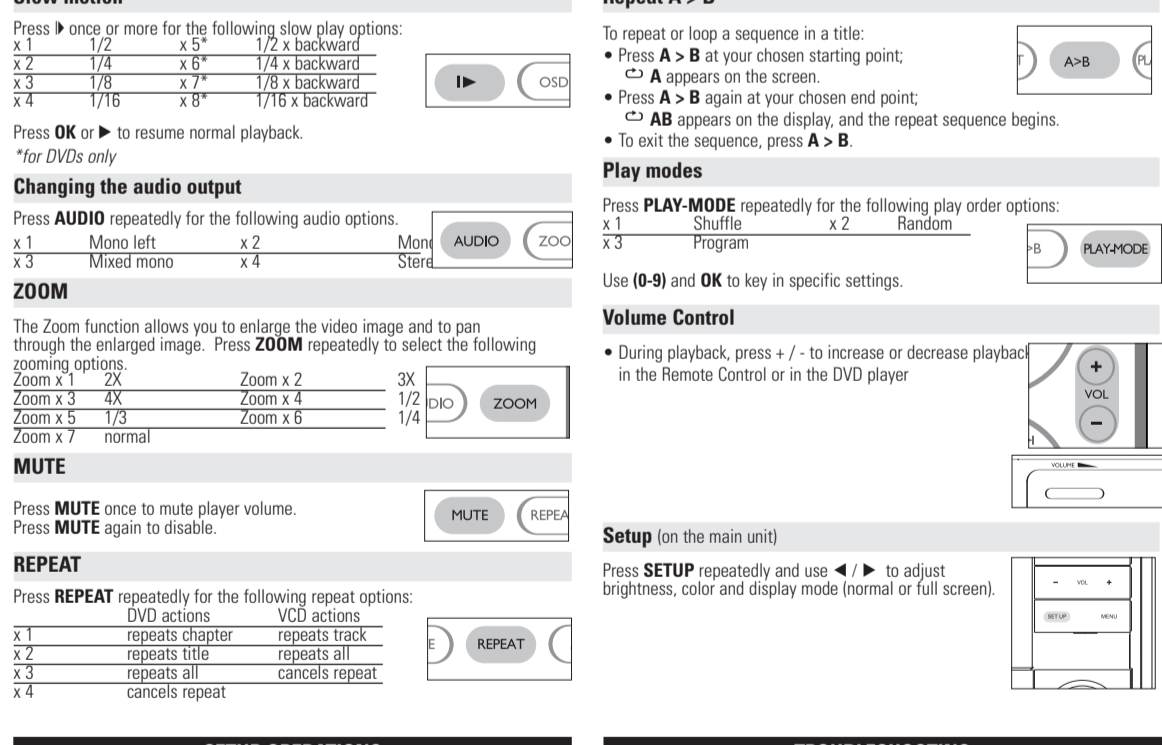 Slow motion
Press ▶ once or more for the following slow play options:
x 1 1/2 x 5* 1/2 x backward
x 2 1/4 x 6* 1/4 x backward
x 3 1/8 x 7* 1/8 x backward
x 4 1/16 x 8* 1/16 x backward
OSD
Press OK or ▶ to resume normal playback.
*for DVDs only
Changing the audio output
Press AUDIO repeatedly for the following audio options.
x 1 Mono left x 2 Mono
x 3 Mixed mono x 4 Stere
AUDIO ZOO
ZOOM
The Zoom function allows you to enlarge the video image and to pan
through the enlarged image. Press ZOOM repeatedly to select the following
zooming options.
Zoom x 1 2X Zoom x 2 3X
Zoom x 3 4X Zoom x 4 1/2
Zoom x 5 1/3 Zoom x 6 1/4
Zoom x 7 normal
DIO ZOOM
MUTE
Press MUTE once to mute player volume.
Press MUTE again to disable.
MUTE REPEA
REPEAT
Press REPEAT repeatedly for the following repeat options:
DVD actions VCD actions
x 1 repeats chapter repeats track
x 2 repeats title repeats all
x 3 repeats all cancels repeat
x 4 cancels repeat
E REPEAT
SETUP OPERATIONS
Repeat A > B
To repeat or loop a sequence in a title:
• Press A > B at your chosen starting point;
A appears on the screen.
• Press A > B again at your chosen end point;
AB appears on the display, and the repeat sequence begins.
• To exit the sequence, press A > B.
T A>B PL
Play modes
Press PLAY-MODE repeatedly for the following play order options:
x 1 Shuffle x 2 Random
x 3 Program
>B PLAY-MODE
Use (0-9) and OK to key in specific settings.
Volume Control
• During playback, press + / - to increase or decrease playback
in the Remote Control or in the DVD player
+
VOL
-
VOLUME
Setup (on the main unit)
Press SETUP repeatedly and use ◀ / ▶ to adjust
brightness, color and display mode (normal or full screen).
- VOL +
SET UP MENU
TROUBLESHOOTING